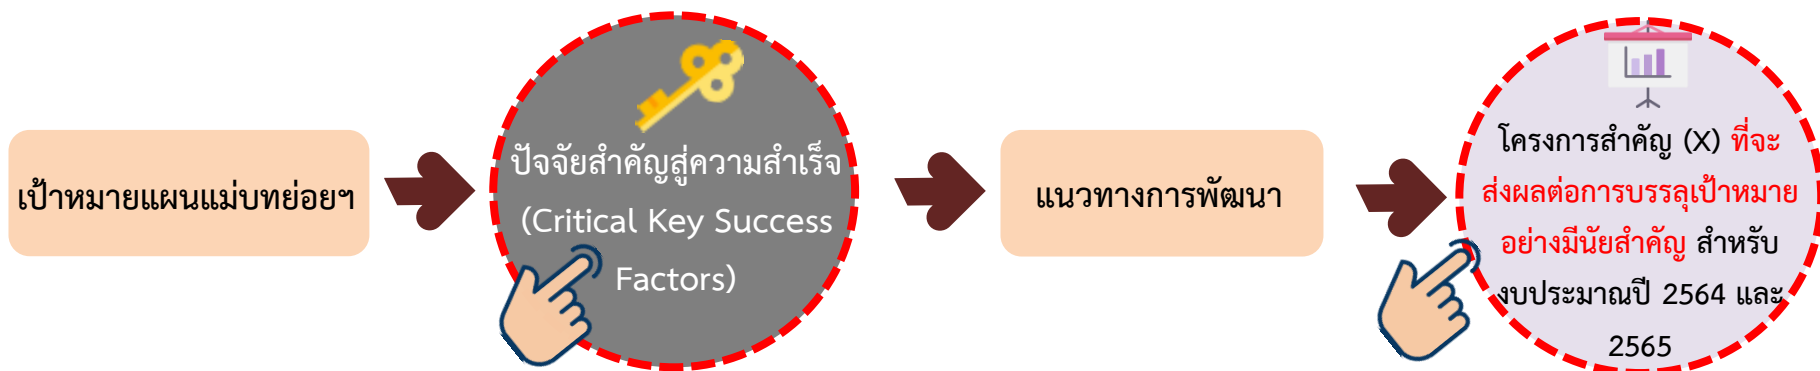 เป้าหมายแผนแม่บทย่อยฯ
ปัจจัยสำคัญสู่ความสำเร็จ
(Critical Key Success
Factors)
แนวทางการพัฒนา
โครงการสำคัญ (X) ที่จะ
ส่งผลต่อการบรรลุเป้าหมาย
อย่างมีนัยสำคัญ สำหรับ
งบประมาณปี 2564 และ
2565